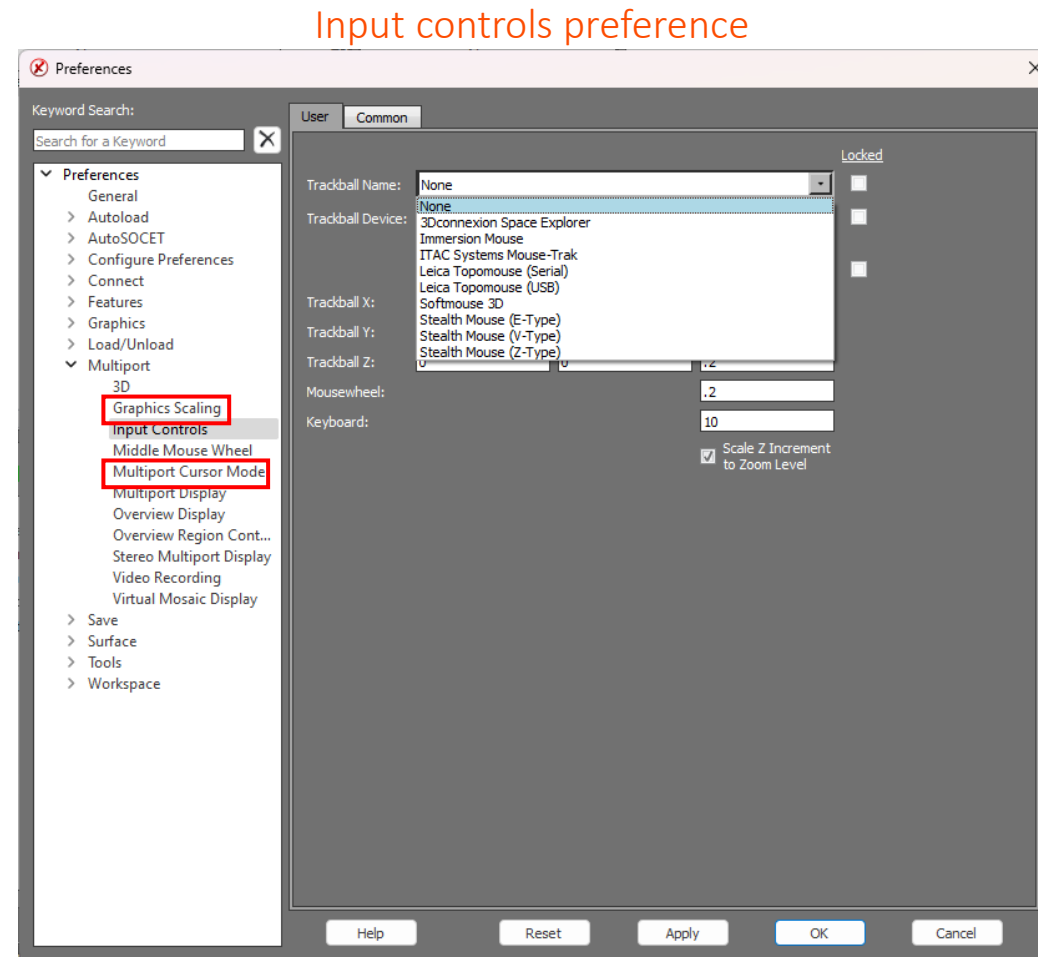 Input controls preference
Preferences
Keyword Search:
Search for a Keyword
Preferences
General
Autoload
AutoSOCET
Configure Preferences
Connect
Features
Graphics
Load/Unload
Multiport
3D
Graphics Scaling
Input Controls
Middle Mouse Wheel
Multiport Cursor Mode
Multiport Display
Overview Display
Overview Region Cont...
Stereo Multiport Display
Video Recording
Virtual Mosaic Display
Save
Surface
Tools
Workspace
User Common
Locked
Trackball Name: None
Trackball Device:
None
3Dconnexion Space Explorer
Immersion Mouse
ITAC Systems Mouse-Trak
Leica Topomouse (Serial)
Leica Topomouse (USB)
Softmouse 3D
Stealth Mouse (E-Type)
Stealth Mouse (V-Type)
Stealth Mouse (Z-Type)
Trackball X:
Trackball Y:
Trackball Z: 0 0 .2
Mousewheel: .2
Keyboard: 10
Scale Z Increment
to Zoom Level
Help Reset Apply OK Cancel